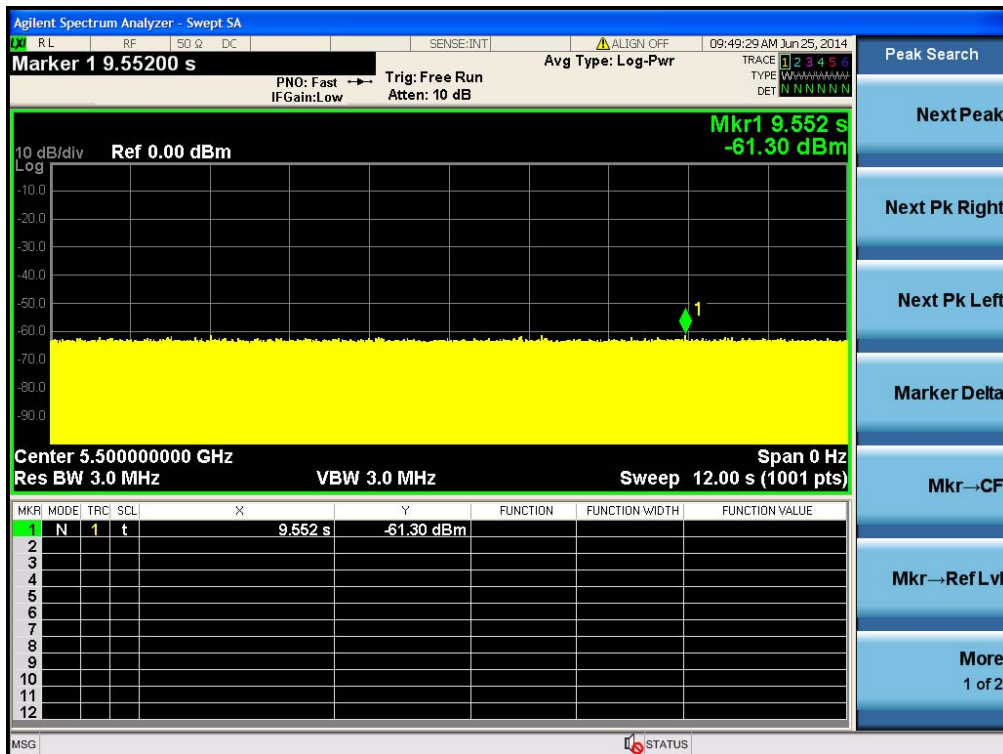 Agilent Spectrum Analyzer - Swept SA
LXI RL RF 50 Ω DC SENSE:INT ALIGN OFF 09:49:29 AM Jun 25, 2014
Marker 1 9.55200 s
PNO: Fast
IFGain:Low
Trig: Free Run
Atten: 10 dB
Avg Type: Log-Pwr
TRACE 1 2 3 4 5 6
TYPE W
DET N N N N N N
Mkr1 9.552 s
-61.30 dBm
10 dB/div Ref 0.00 dBm
Log
-10.0
-20.0
-30.0
-40.0
-50.0
1
-60.0
-70.0
-80.0
-90.0
Center 5.500000000 GHz Span 0 Hz
Res BW 3.0 MHz VBW 3.0 MHz Sweep 12.00 s (1001 pts)
MKR MODE TRC SCL X Y FUNCTION FUNCTION WIDTH FUNCTION VALUE
1 N 1 t 9.552 s -61.30 dBm
2
3
4
5
6
7
8
9
10
11
12
MSG STATUS
Peak Search
Next Peak
Next Pk Right
Next Pk Left
Marker Delta
Mkr→CF
Mkr→Ref Lvl
More
1 of 2